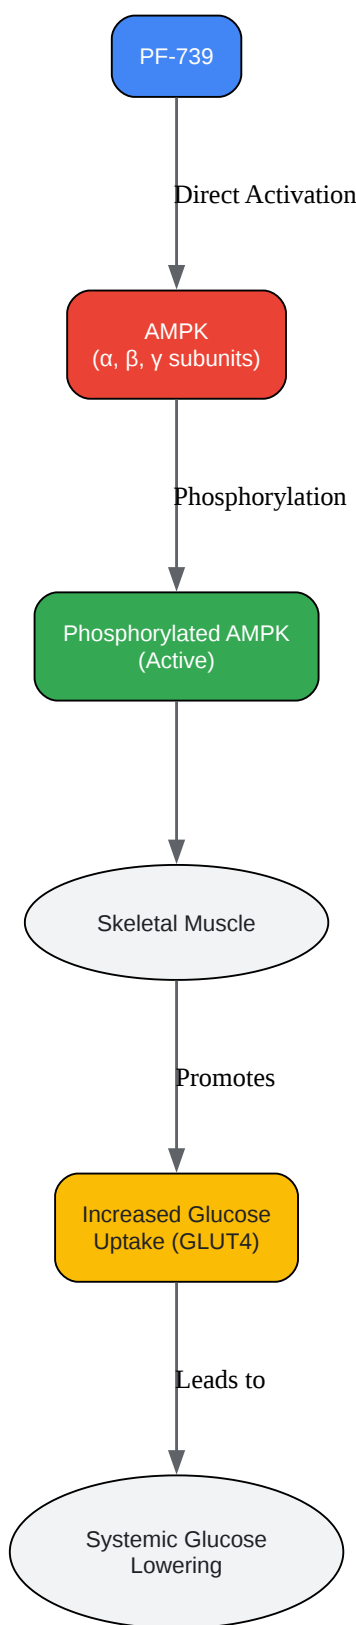 PF-739
Direct Activation
AMPK
(α, β, γ subunits)
Phosphorylation
Phosphorylated AMPK
(Active)
Skeletal Muscle
Promotes
Increased Glucose
Uptake (GLUT4)
Leads to
Systemic Glucose
Lowering